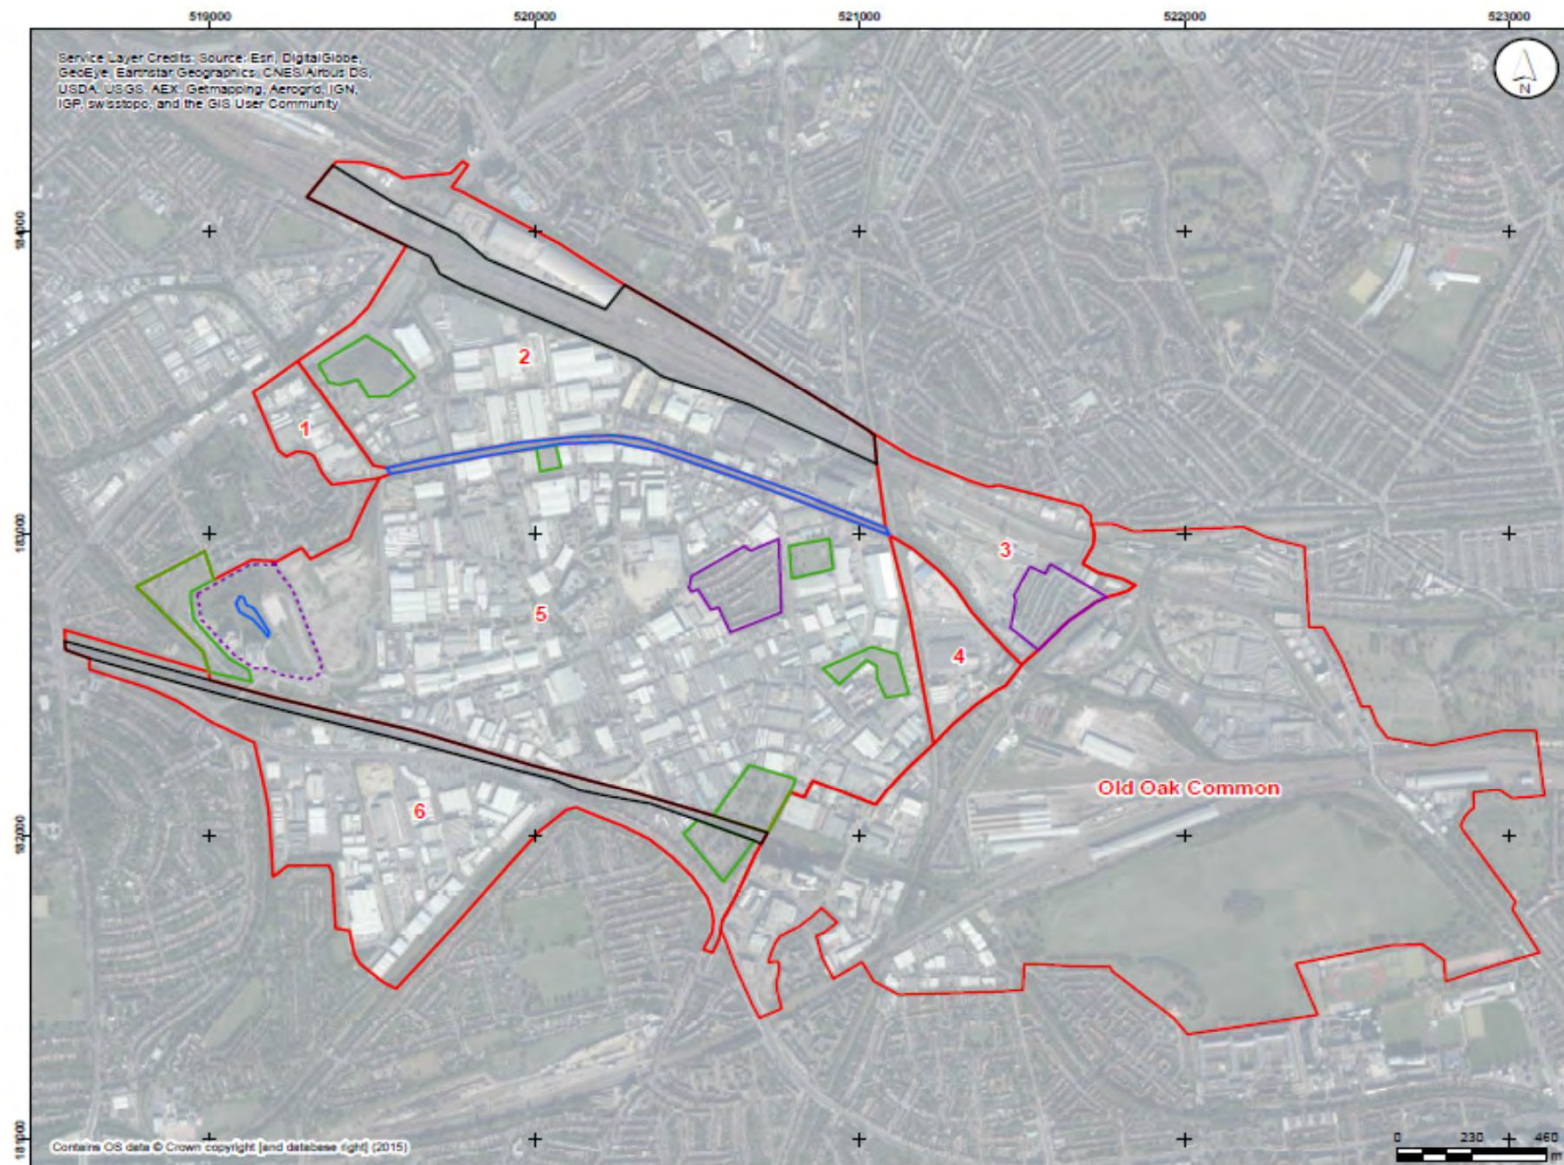 519000 520000 521000 522000 523000
Service Layer Credits: Source: Esri, DigitalGlobe,
GeoEye, Earthstar Geographics, CNES/Airbus DS,
USDA, USGS, AEX, Getmapping, Aerogrid, IGN,
IGP, swisstopo, and the GIS User Community
N
184000
2
1
183000
3
5
4
Old Oak Common
6
182000
181000
Contains OS data © Crown copyright [and database right] (2015)
0 230 460
m